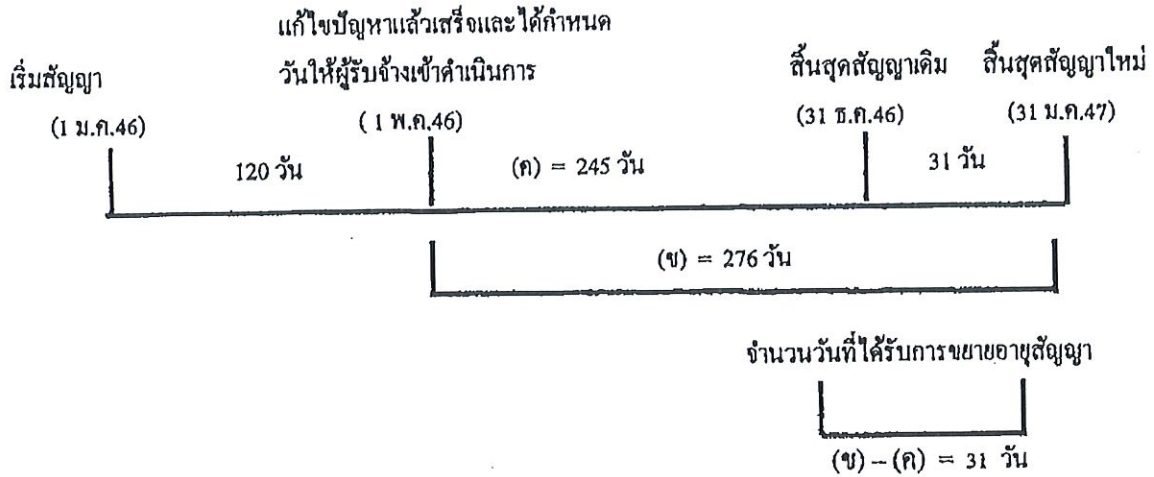 แก้ไขปัญหาแล้วเสร็จและได้กำหนด
เริ่มสัญญา วันให้ผู้รับจ้างเข้าดำเนินการ สิ้นสุดสัญญาเดิม สิ้นสุดสัญญาใหม่
(1 ม.ค.46) ( 1 พ.ค.46) (31 ธ.ค.46) (31 ม.ค.47)
120 วัน (ค) = 245 วัน 31 วัน
(ข) = 276 วัน
จำนวนวันที่ได้รับการขยายอายุสัญญา
(ข) – (ค) = 31 วัน